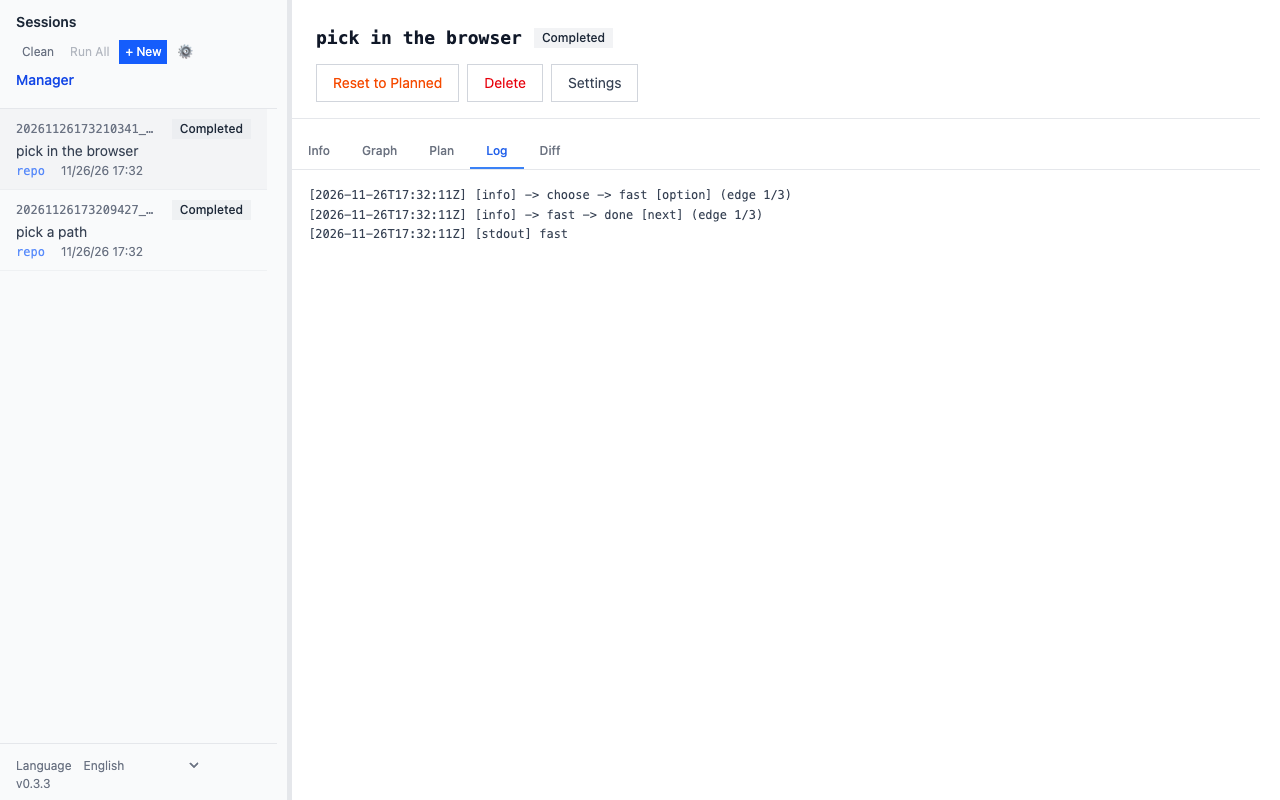 Sessions
Clean Run All + New
Manager
20261126173210341_… Completed
pick in the browser
repo 11/26/26 17:32
20261126173209427_… Completed
pick a path
repo 11/26/26 17:32
Language English
v0.3.3
pick in the browser Completed
Reset to Planned Delete Settings
Info Graph Plan Log Diff
[2026-11-26T17:32:11Z] [info] -> choose -> fast [option] (edge 1/3)
[2026-11-26T17:32:11Z] [info] -> fast -> done [next] (edge 1/3)
[2026-11-26T17:32:11Z] [stdout] fast